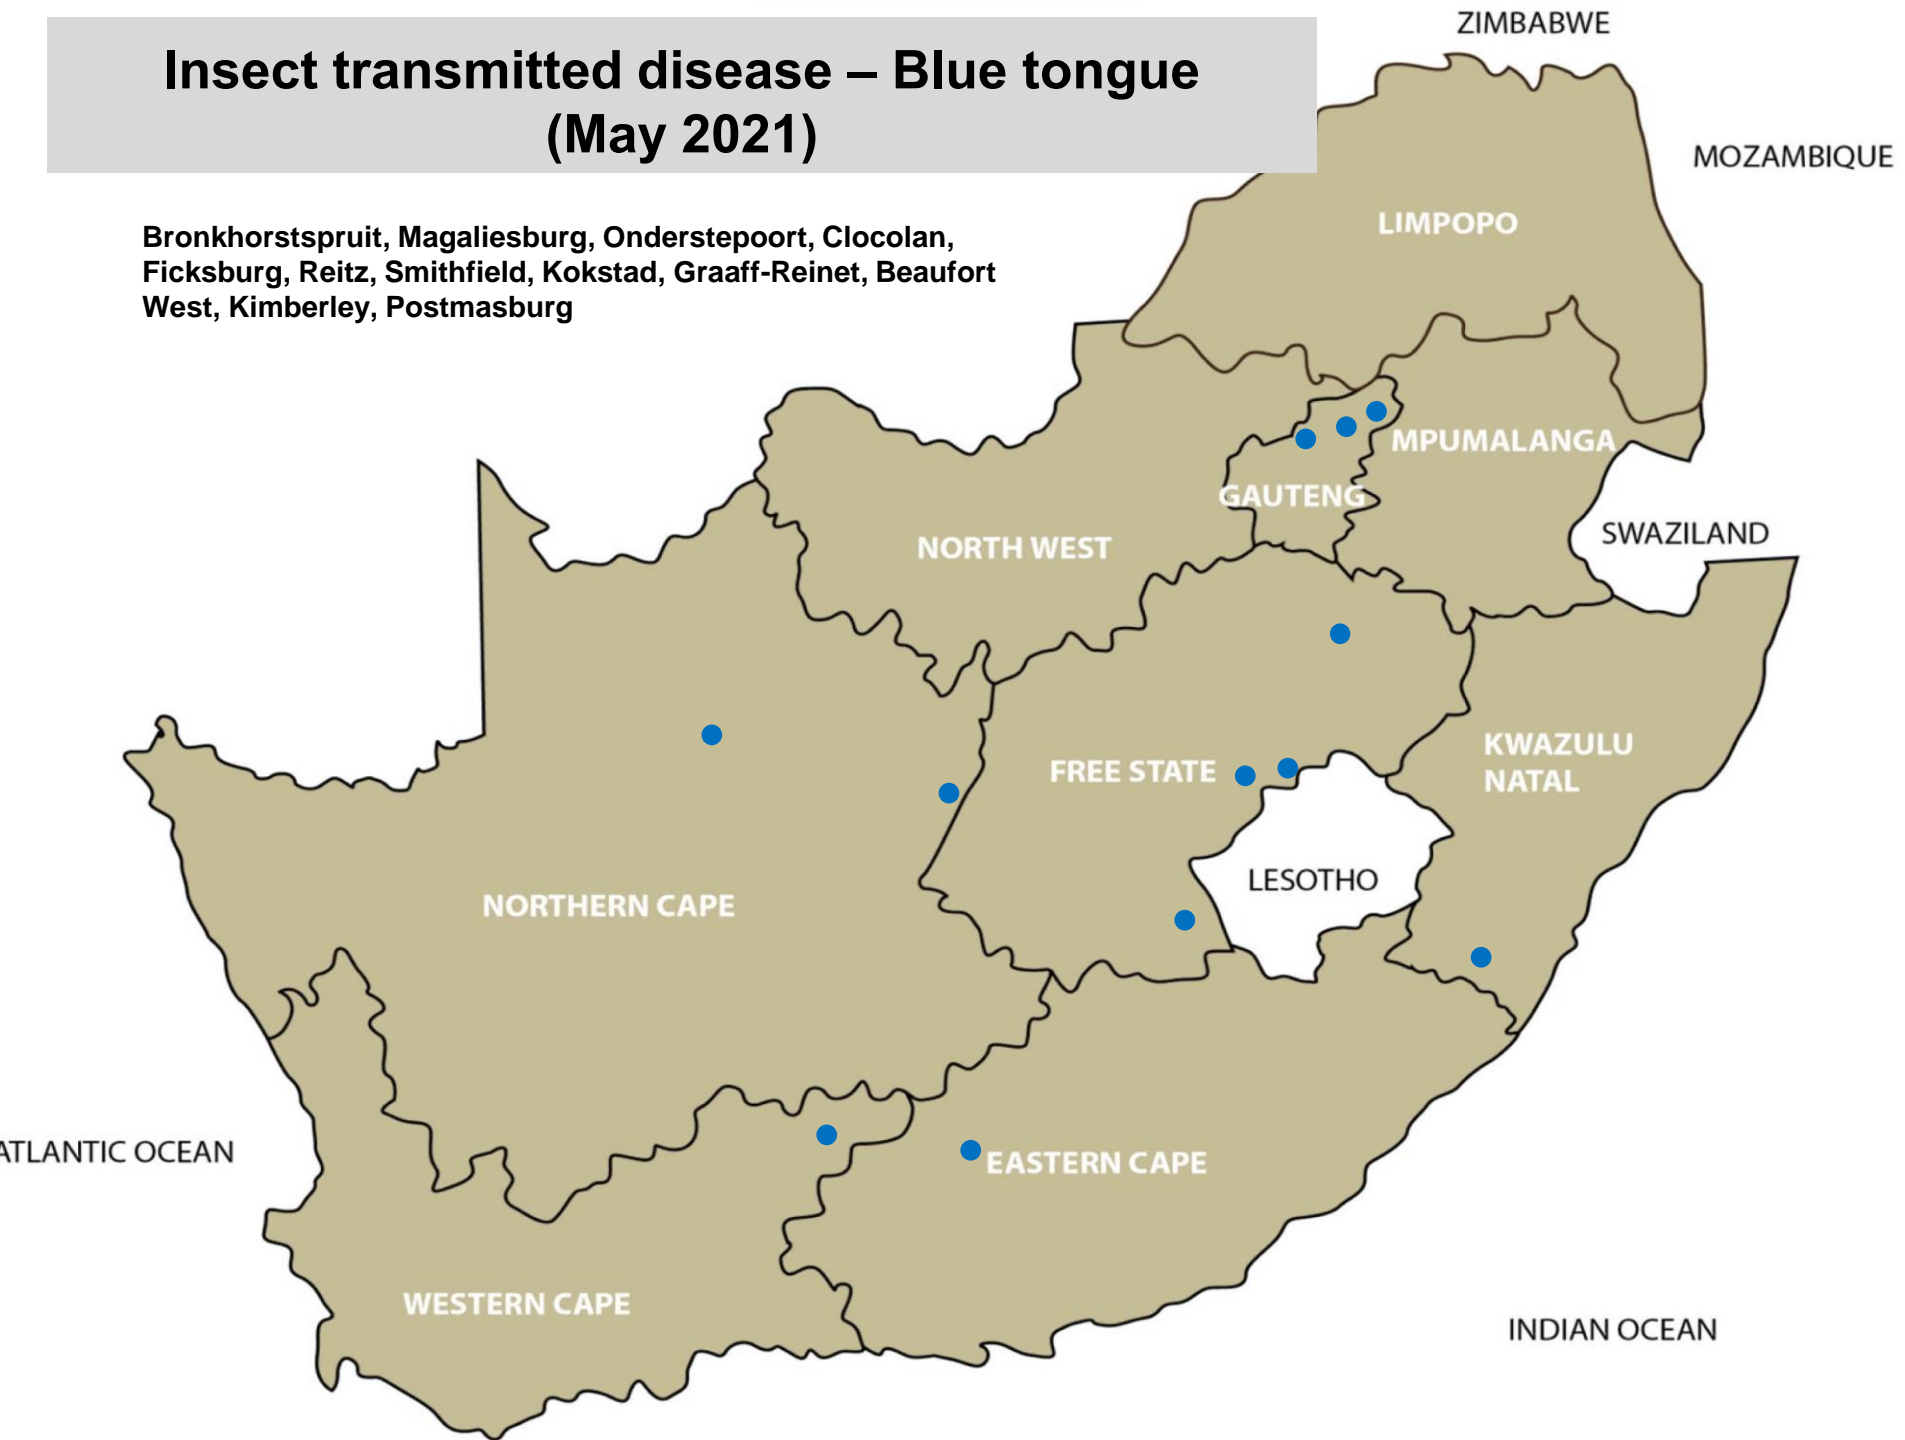 Insect transmitted disease – Blue tongue
(May 2021)
Bronkhorstspruit, Magaliesburg, Onderstepoort, Clocolan,
Ficksburg, Reitz, Smithfield, Kokstad, Graaff-Reinet, Beaufort
West, Kimberley, Postmasburg
ZIMBABWE
MOZAMBIQUE
LIMPOPO
MPUMALANGA
GAUTENG
SWAZILAND
NORTH WEST
KWAZULU
NATAL
FREE STATE
LESOTHO
NORTHERN CAPE
ATLANTIC OCEAN
EASTERN CAPE
WESTERN CAPE
INDIAN OCEAN